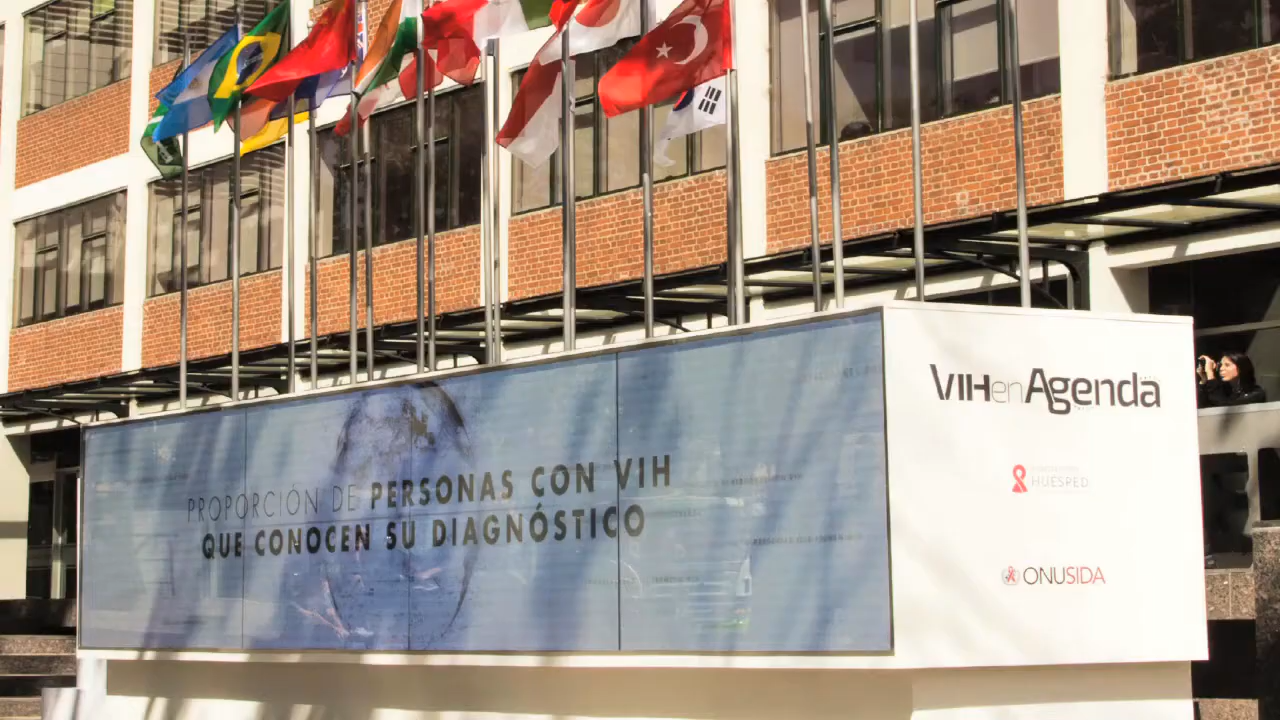 PROPORCIÓN DE PERSONAS CON VIH
QUE CONOCEN SU DIAGNÓSTICO
VIHenAgenda
HUESPED
ONUSIDA